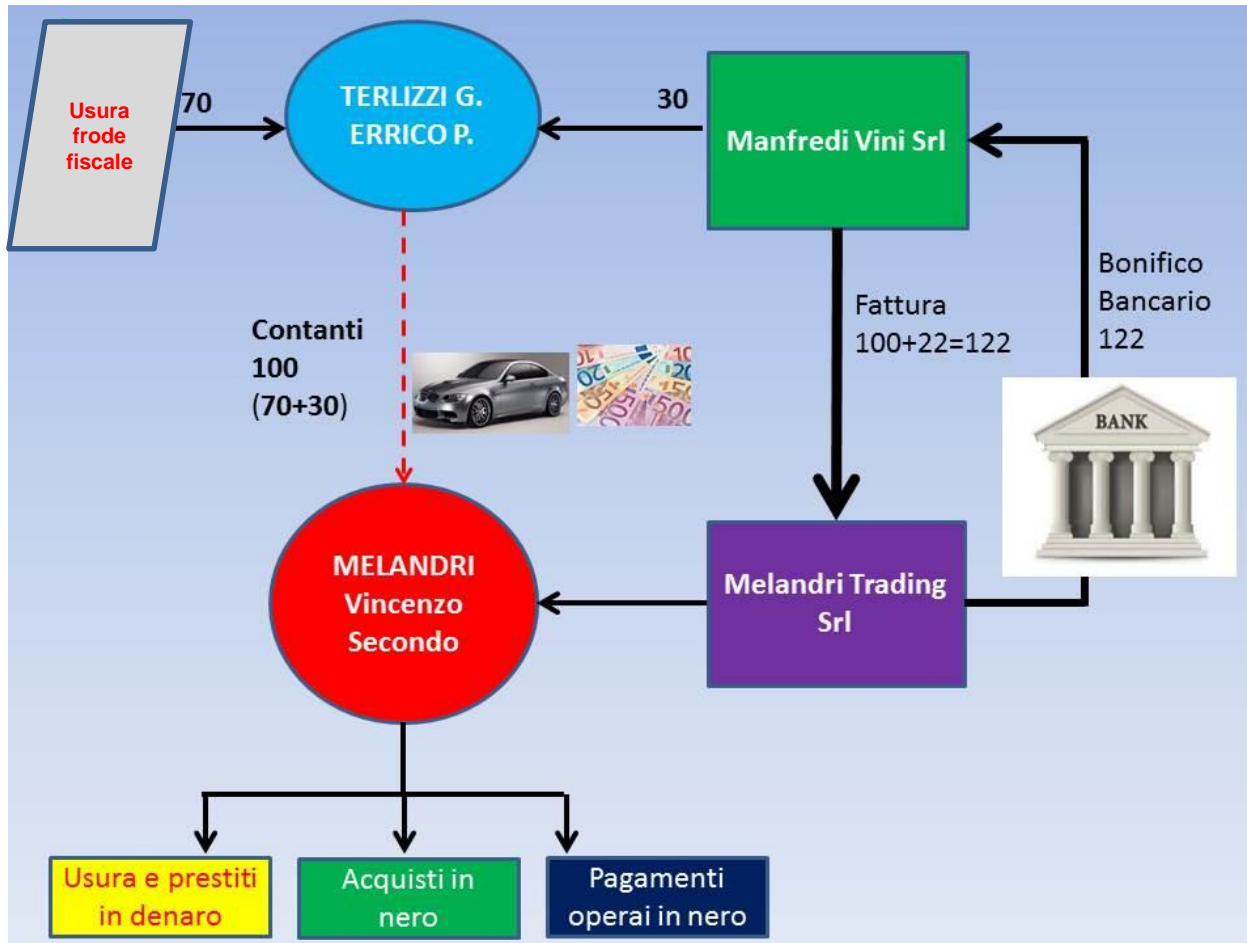 Usura
frode
fiscale
70
TERLIZZI G.
ERRICO P.
30
Manfredi Vini Srl
Contanti
100
(70+30)
Fattura
100+22=122
Bonifico
Bancario
122
BANK
MELANDRI
Vincenzo
Secondo
Melandri Trading
Srl
Usura e prestiti
in denaro
Acquisti in
nero
Pagamenti
operai in nero